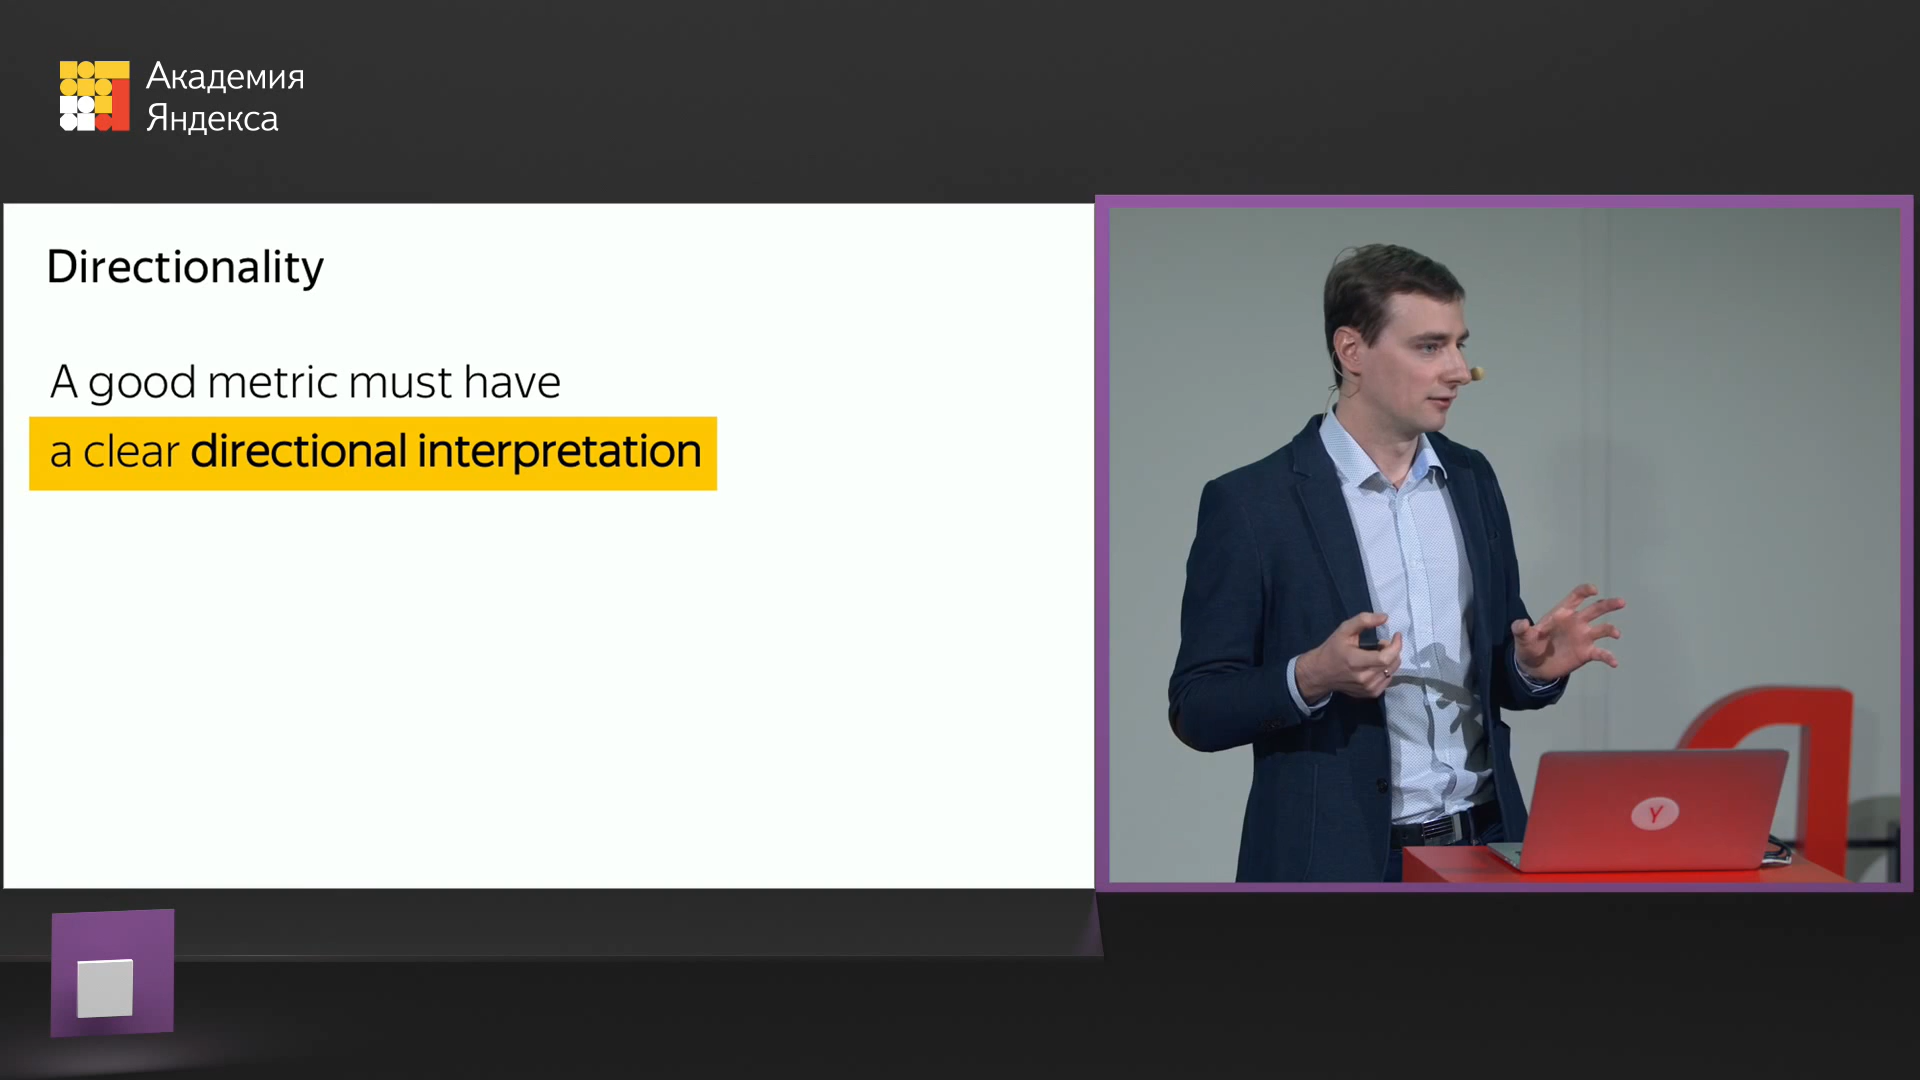 Академия
Яндекса
Directionality
A good metric must have
a clear directional interpretation
Y